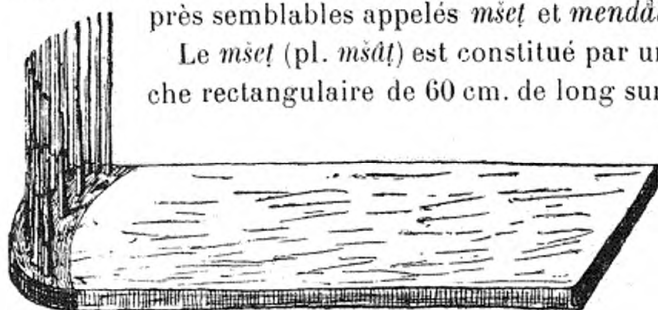 près semblables appelés mšeṭ et mendâ
Le mšeṭ (pl. mšâṭ) est constitué par un
che rectangulaire de 60 cm. de long sur